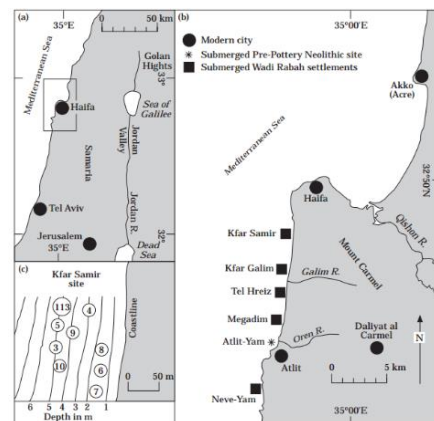 (a)
35°E
0
50 km
Mediterranean Sea
Golan
Hights
33°
Haifa
Sea of
Galilee
Samaria
Jordan
Valley
Jordan R.
Tel Aviv
Jerusalem
32°
35°E
Dead
Sea
(c)
Kfar Samir
site
113
4
5
9
3
8
10
6
7
Coastline
0
50 m
6 5 4 3 2 1
Depth in m
(b)
35°00'
Modern city
Submerged Pre-Pottery Neolithic site
Submerged Wadi Rabah settlements
Akko
(Acre)
Mediterranean Sea
32°50'N
Haifa
Qishan R.
Kfar Samir
Mount Carmel
Kfar Galim
Galim R.
Tel Hreiz
Megadim
Oren R.
Atlit-Yam
Daliyat al
Carmel
N
Atlit
0
5 km
Neve-Yam
35°00'